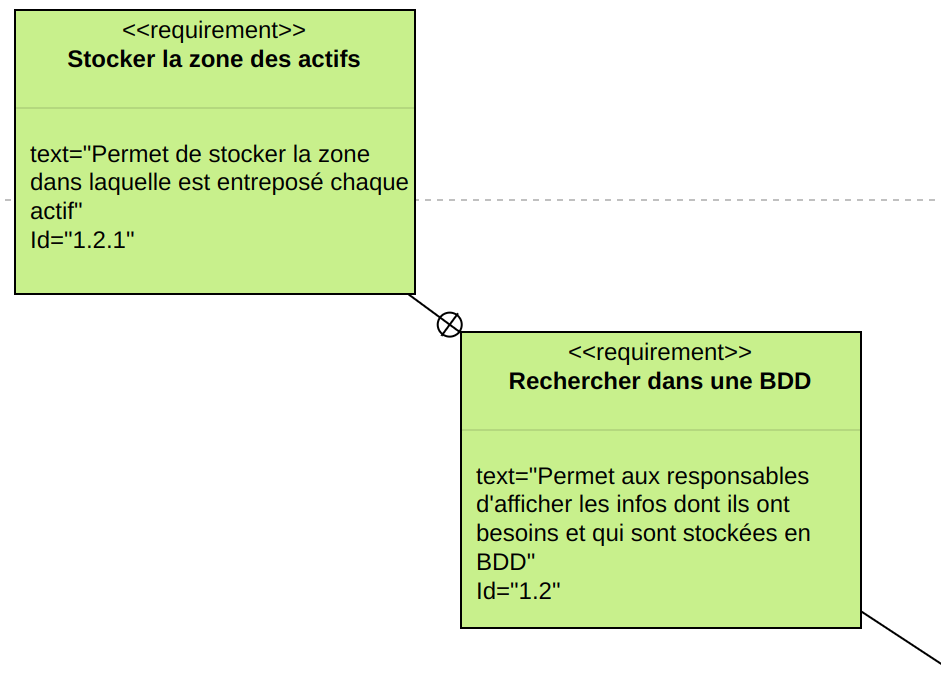 <<requirement>>
Stocker la zone des actifs
text="Permet de stocker la zone
dans laquelle est entreposé chaque
actif"
Id="1.2.1"
<<requirement>>
Rechercher dans une BDD
text="Permet aux responsables
d'afficher les infos dont ils ont
besoins et qui sont stockées en
BDD"
Id="1.2"